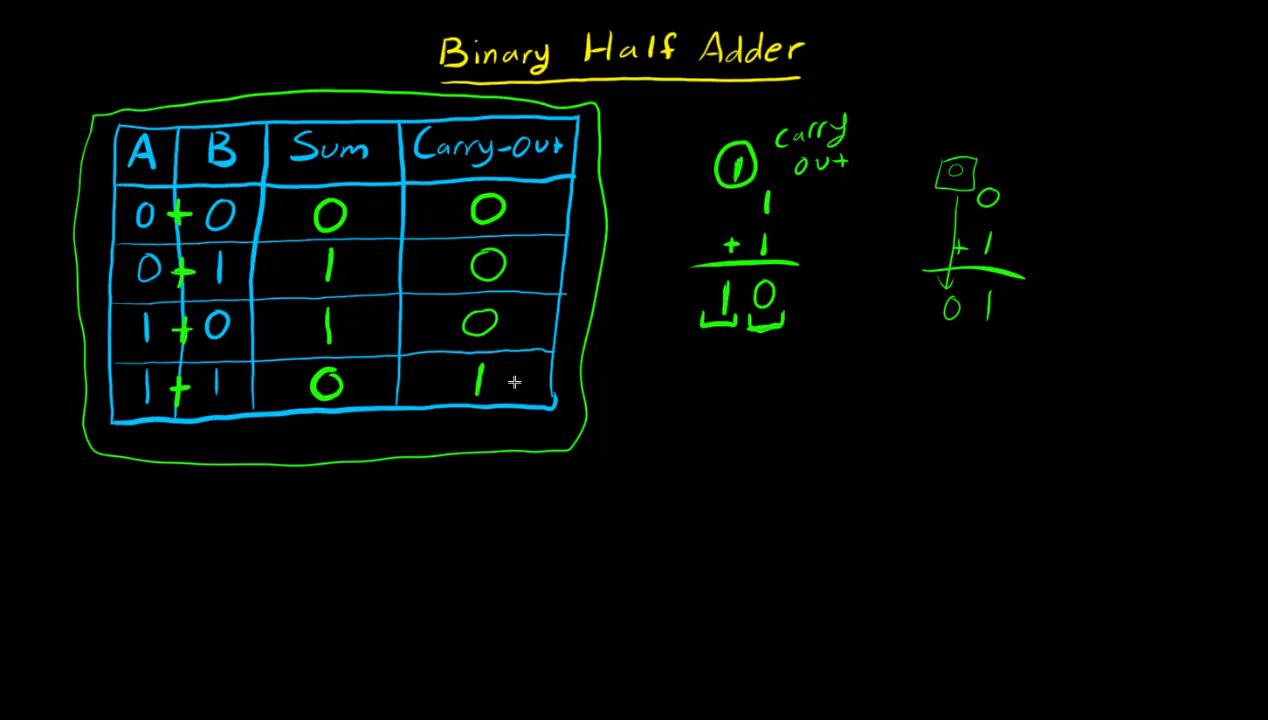 Binary Half Adder
A B Sum Carry-Out
0 + 0 0 0
0 + 1 1 0
1 + 0 1 0
1 + 1 0 1
1 carry
out
1
+ 1
1 0
0
0
+ 1
0 1